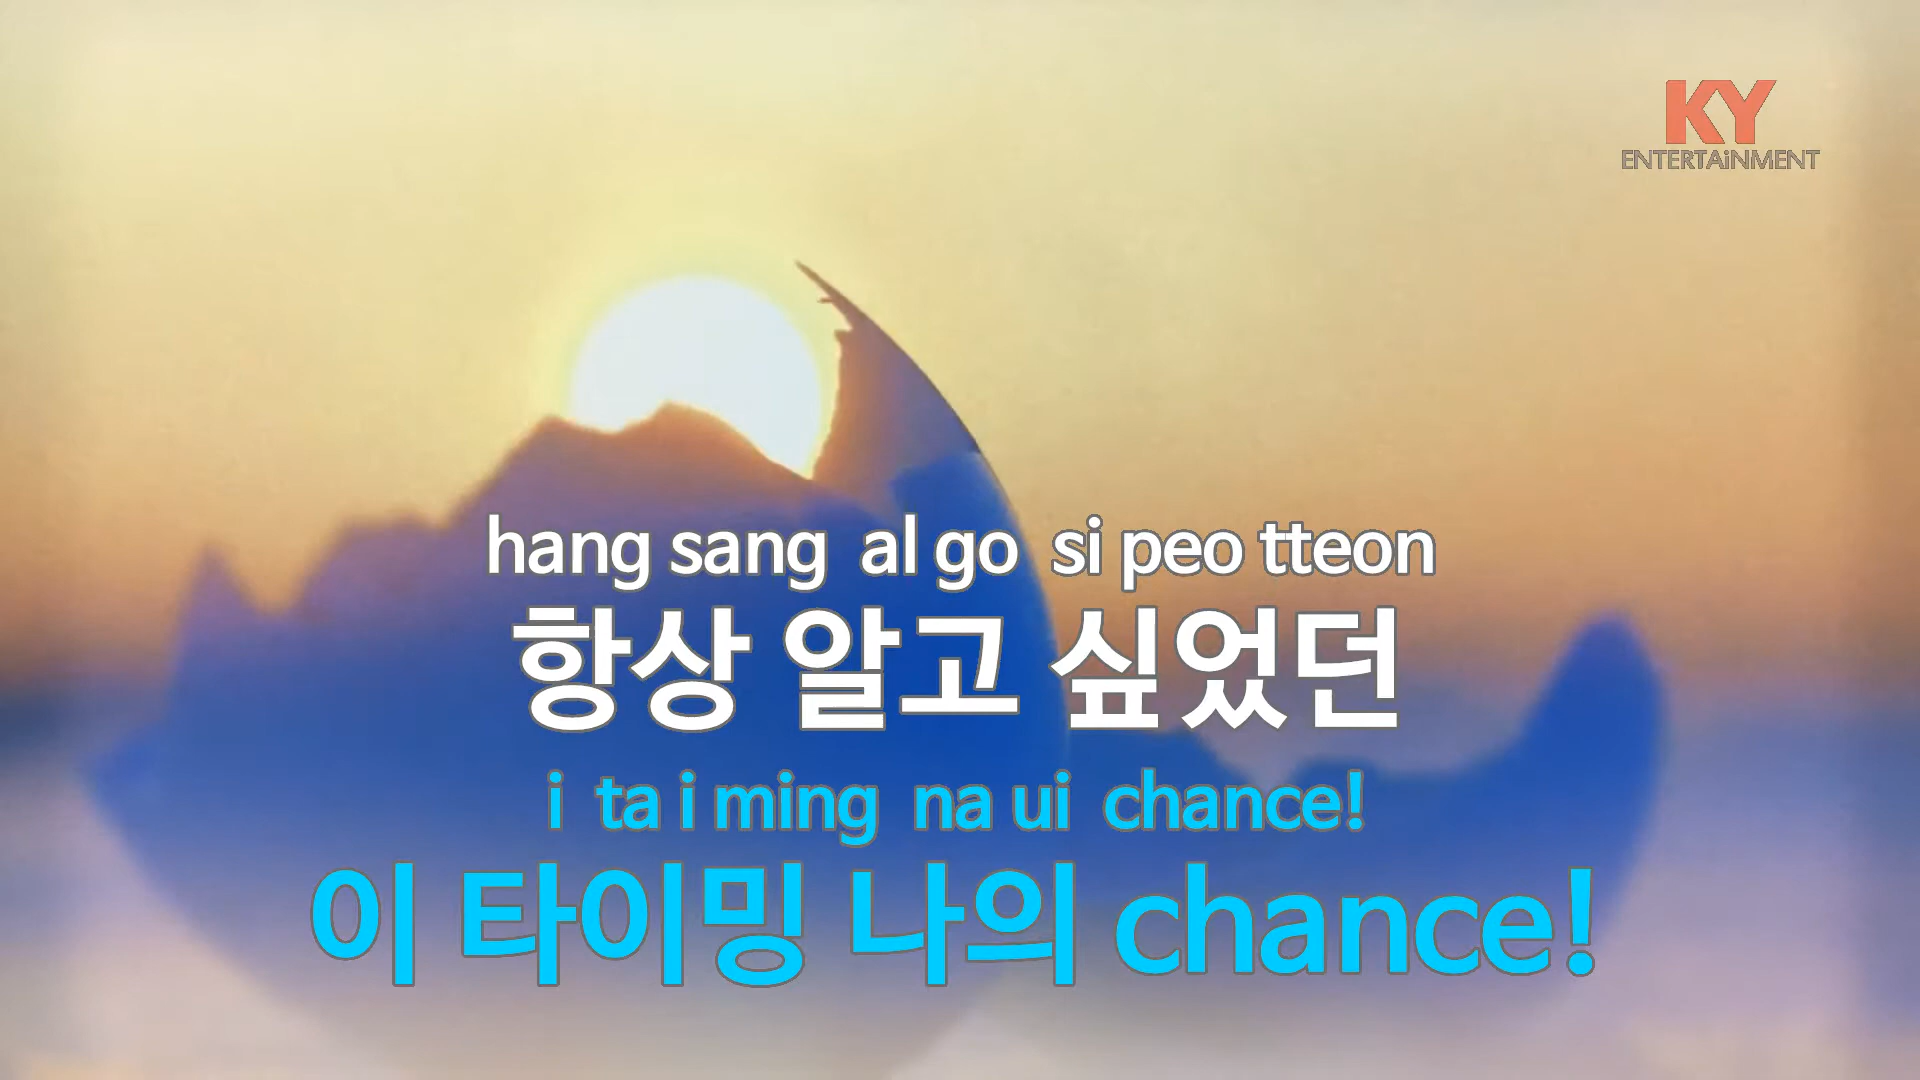 KY
ENTERTAiNMENT
hang sang al go si peo tteon
항상 알고 싶었던
i ta i ming na ui chance!
이 타이밍 나의 chance!